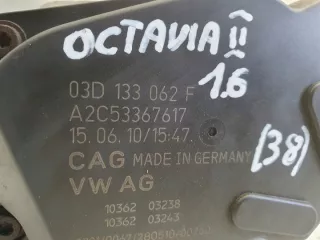 OCTAVIA II
1.6
03D 133 062 F
A2C53367617
15.06.10/15:47.
(38)
CAG MADE IN GERMANY
VW AG
10362 03238
10362 03243